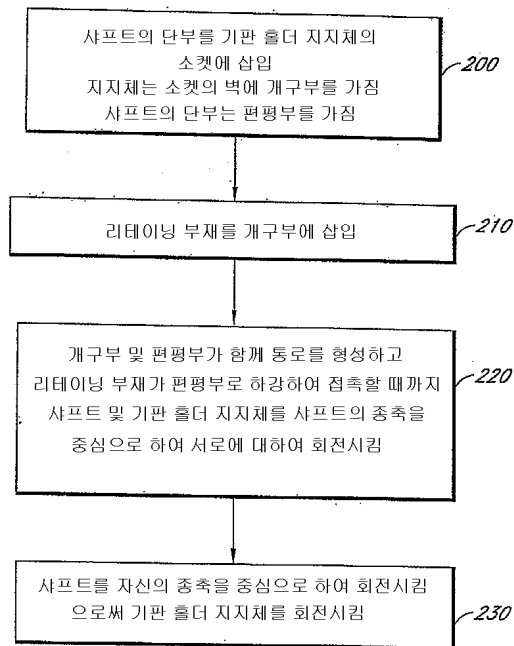 샤프트의 단부를 기판 홀더 지지체의
소켓에 삽입
지지체는 소켓의 벽에 개구부를 가짐
샤프트의 단부는 편평부를 가짐
200
리테이닝 부재를 개구부에 삽입
210
개구부 및 편평부가 함께 통로를 형성하고
리테이닝 부재가 편평부로 하강하여 접촉할 때까지
샤프트 및 기판 홀더 지지체를 샤프트의 종축을
중심으로 하여 서로에 대하여 회전시킴
220
샤프트를 자신의 종축을 중심으로 하여 회전시킴
으로써 기판 홀더 지지체를 회전시킴
230